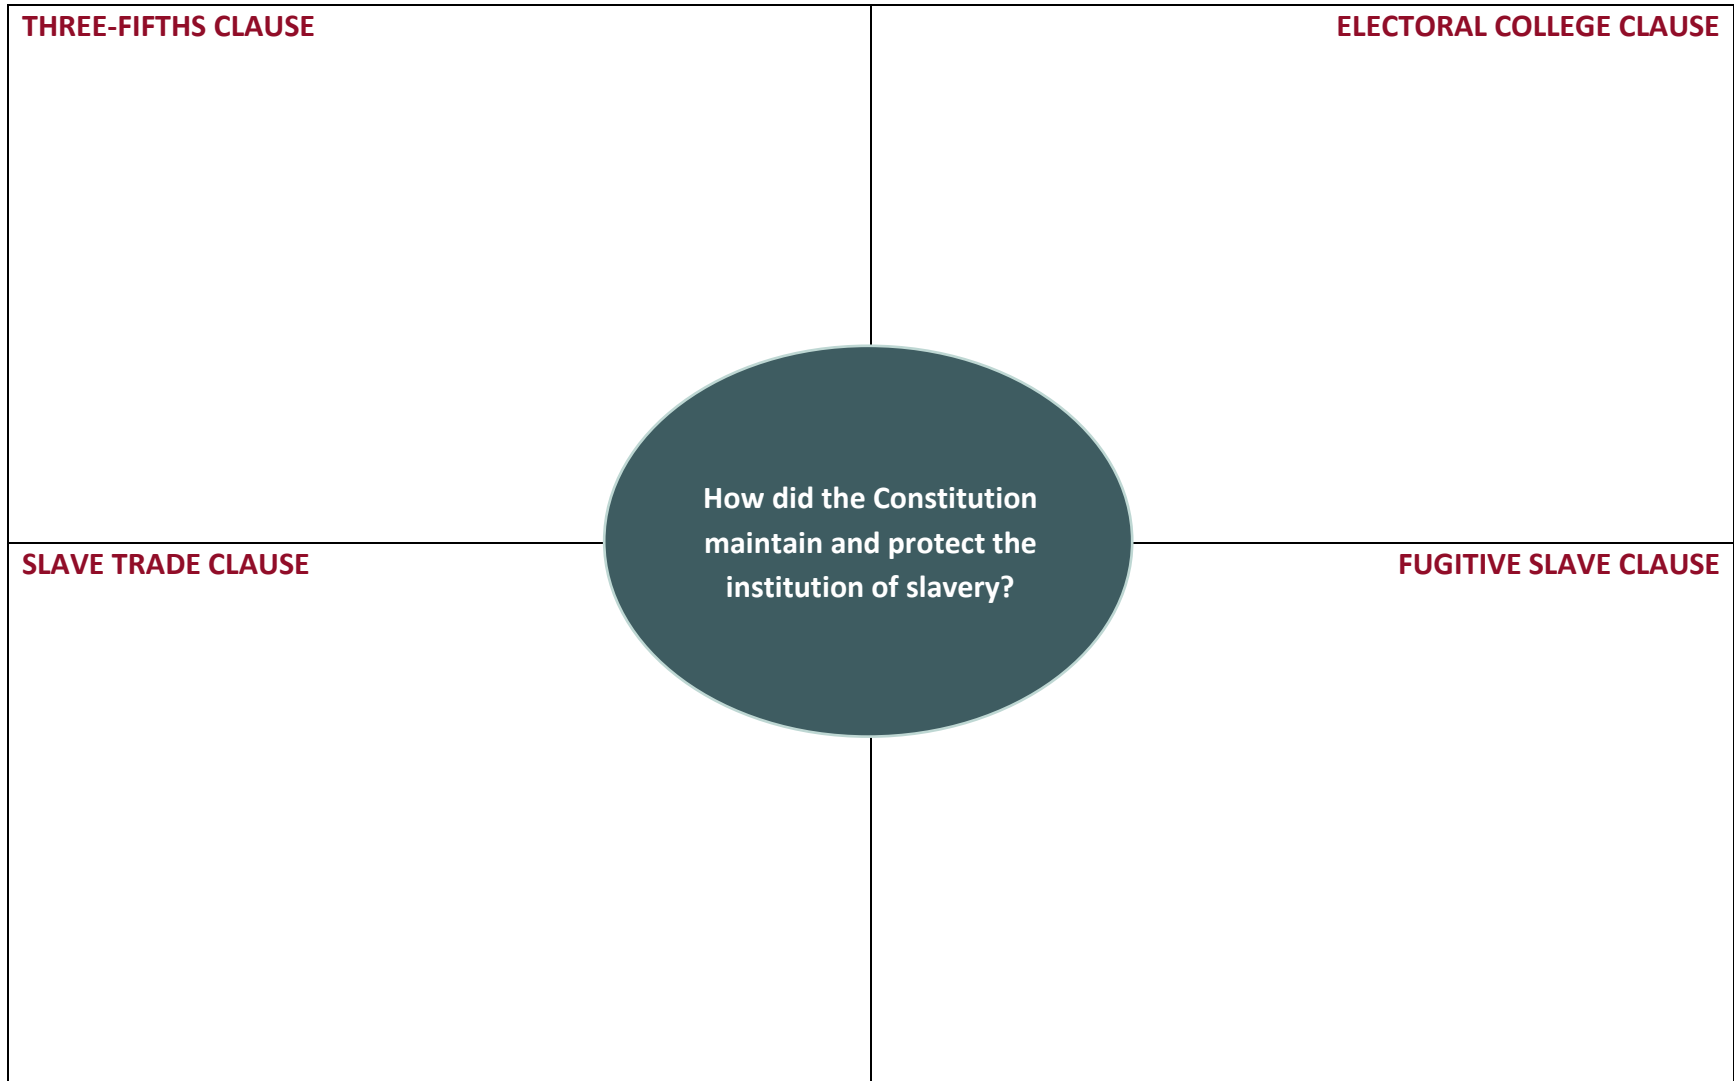 THREE-FIFTHS CLAUSE
ELECTORAL COLLEGE CLAUSE
How did the Constitution
maintain and protect the
institution of slavery?
SLAVE TRADE CLAUSE
FUGITIVE SLAVE CLAUSE